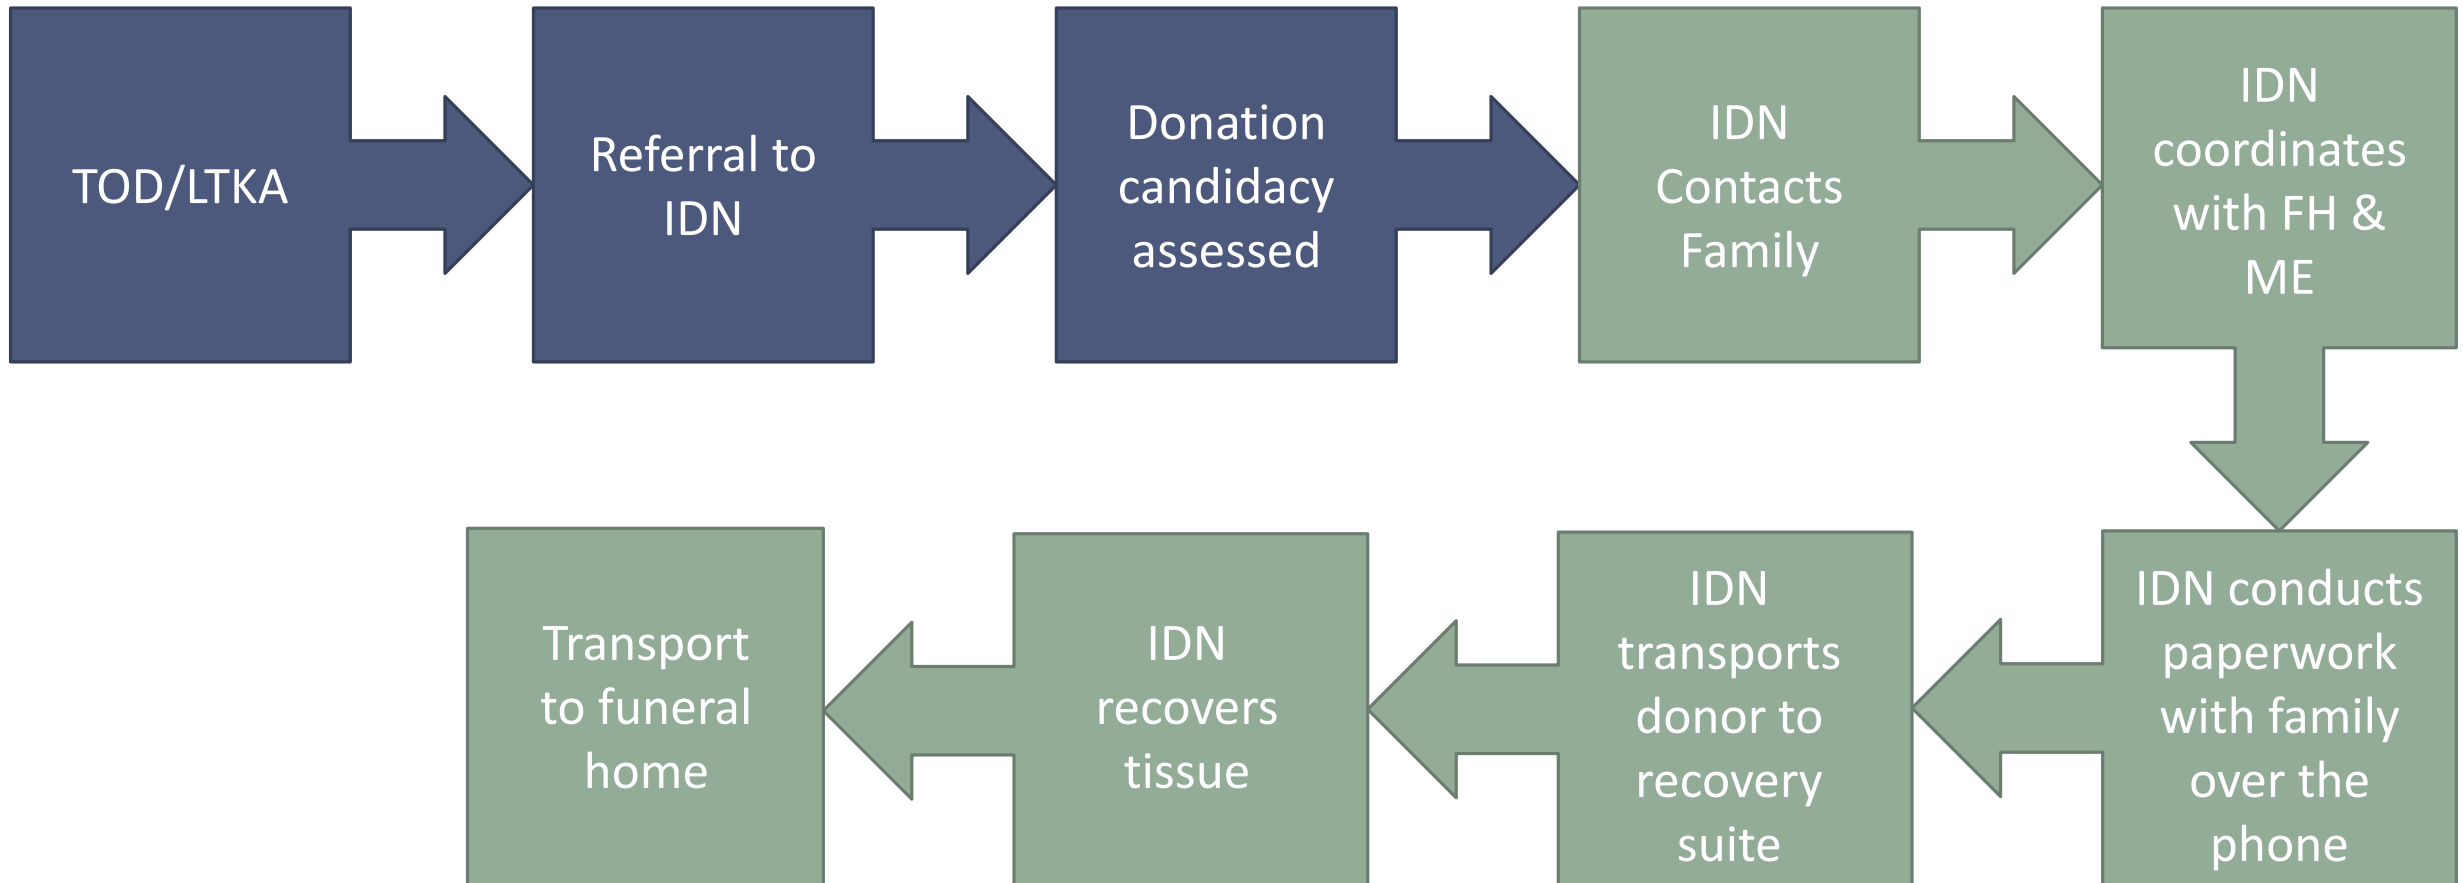 TOD/LTKA
Referral to
IDN
Donation
candidacy
assessed
IDN
Contacts
Family
IDN
coordinates
with FH &
ME
IDN conducts
paperwork
with family
over the
phone
IDN
transports
donor to
recovery
suite
IDN
recovers
tissue
Transport
to funeral
home